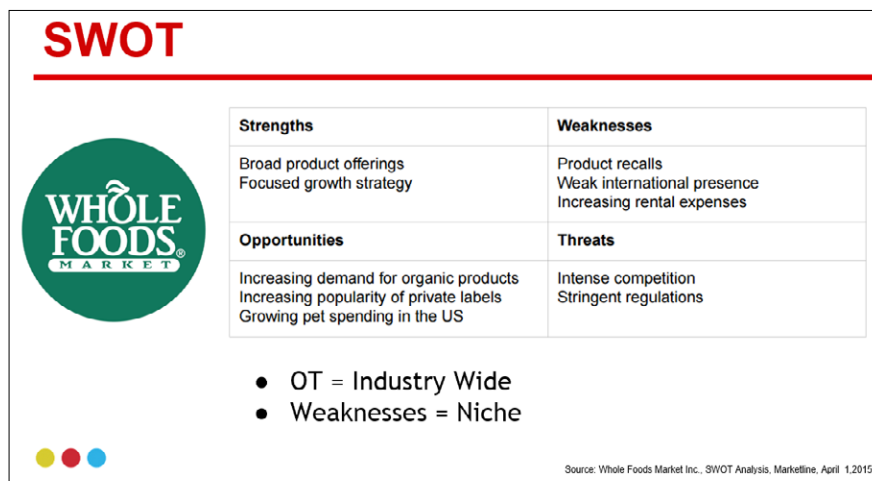 SWOT
WHOLE
FOODS®
MARKET
Strengths
Broad product offerings
Focused growth strategy
Weaknesses
Product recalls
Weak international presence
Increasing rental expenses
Opportunities
Increasing demand for organic products
Increasing popularity of private labels
Growing pet spending in the US
Threats
Intense competition
Stringent regulations
● OT = Industry Wide
● Weaknesses = Niche
Source: Whole Foods Market Inc., SWOT Analysis, Marketline, April 1,2015